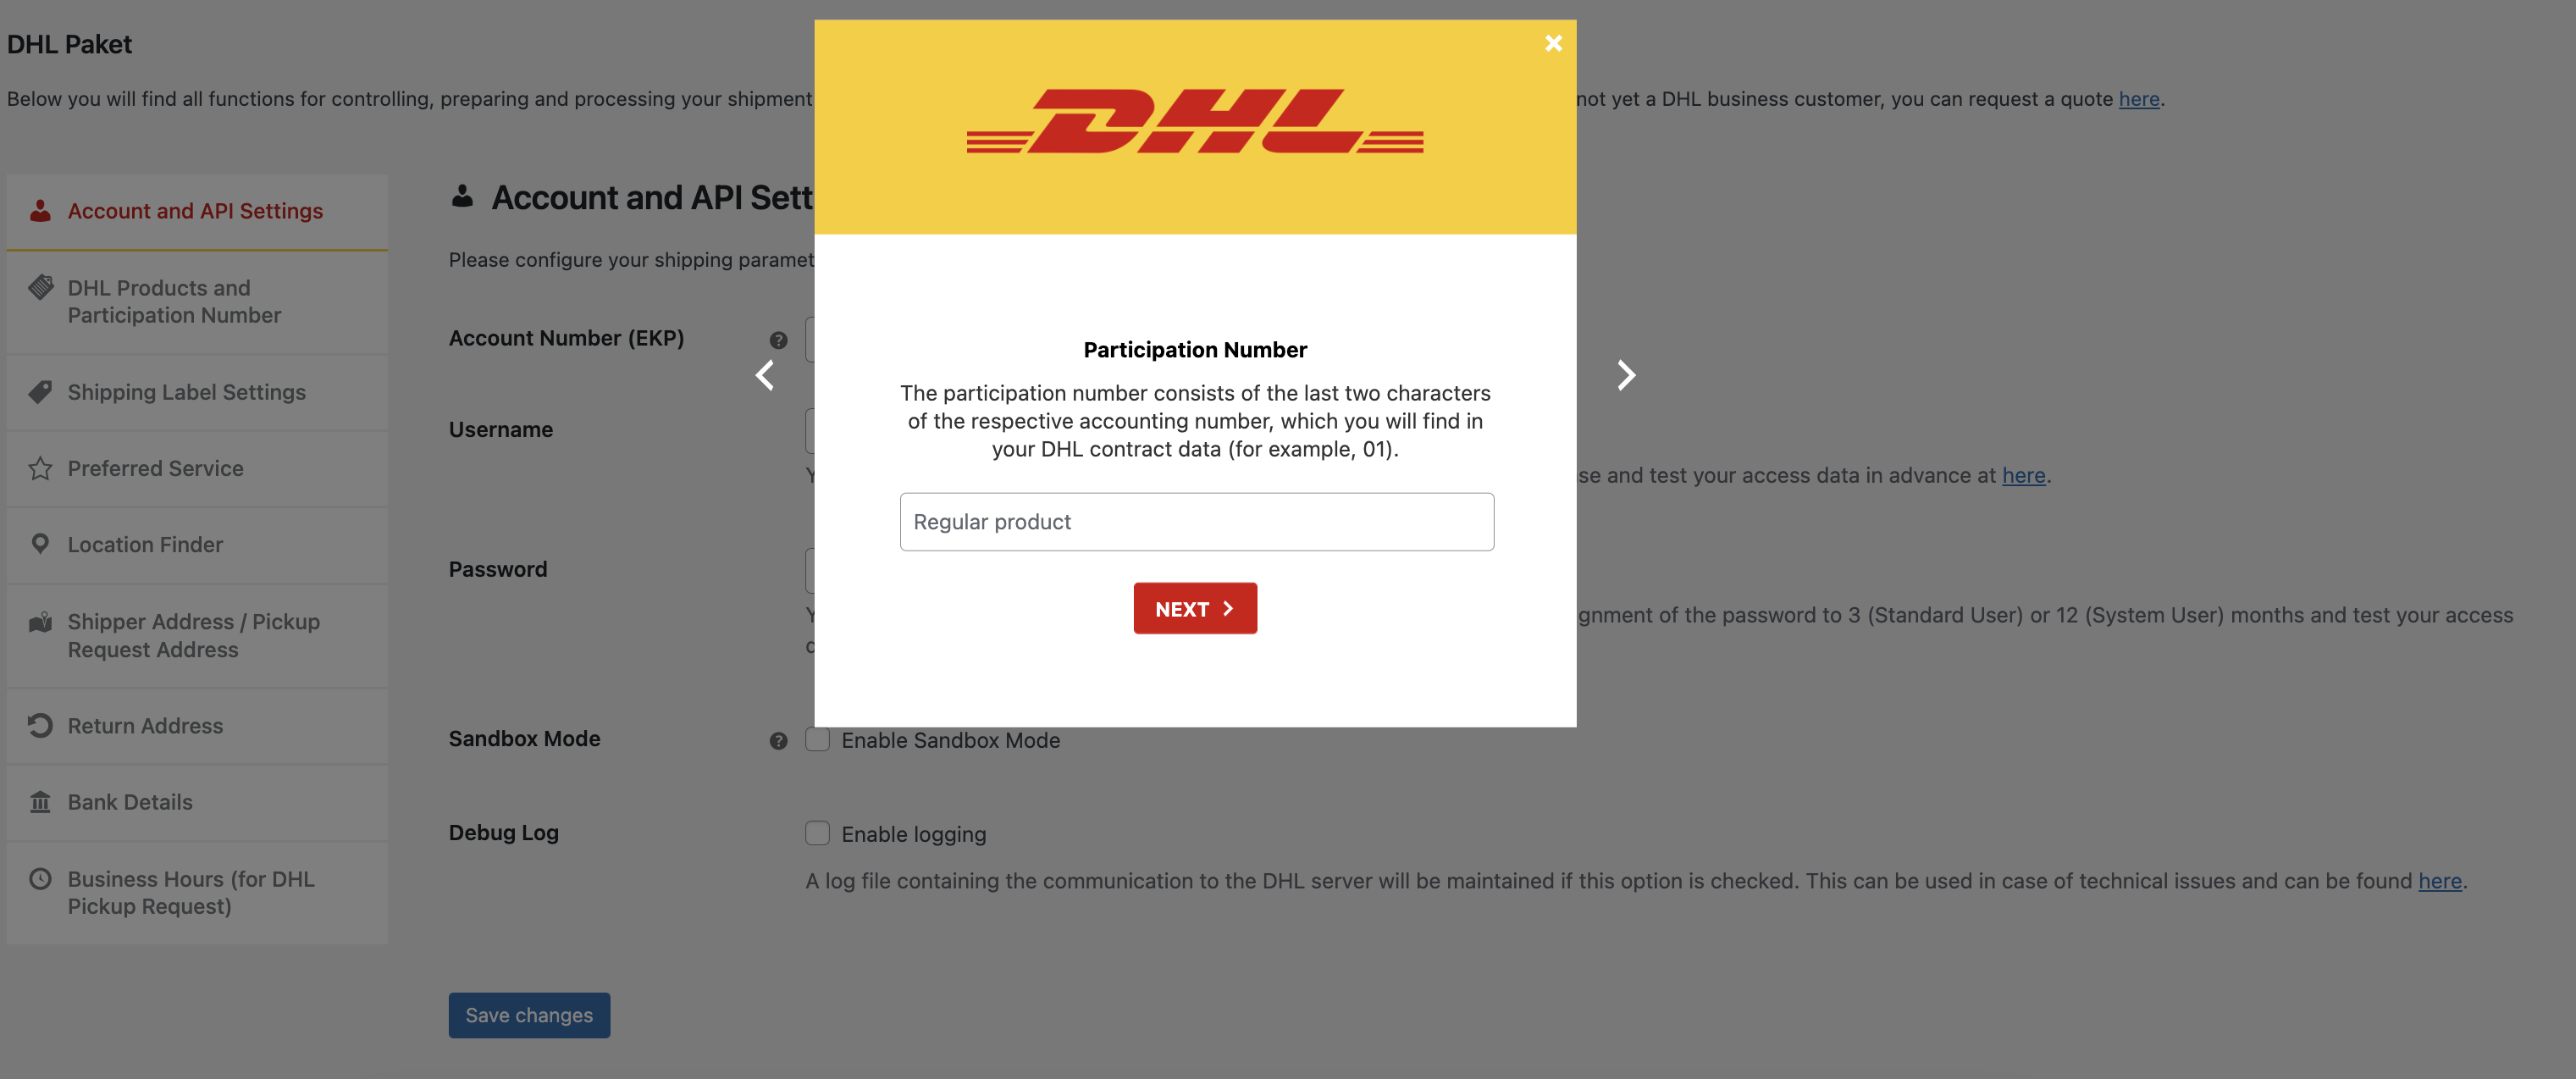 DHL Paket
Below you will find all functions for controlling, preparing and processing your shipment
not yet a DHL business customer, you can request a quote here.
Account and API Settings
DHL Products and
Participation Number
Shipping Label Settings
Preferred Service
Location Finder
Shipper Address / Pickup
Request Address
Return Address
Bank Details
Business Hours (for DHL
Pickup Request)
Account and API Sett
Please configure your shipping paramet
Account Number (EKP)
Username
se and test your access data in advance at here.
Password
gnment of the password to 3 (Standard User) or 12 (System User) months and test your access
Sandbox Mode
Enable Sandbox Mode
Debug Log
Enable logging
A log file containing the communication to the DHL server will be maintained if this option is checked. This can be used in case of technical issues and can be found here.
Save changes
DHL
Participation Number
The participation number consists of the last two characters
of the respective accounting number, which you will find in
your DHL contract data (for example, 01).
Regular product
NEXT